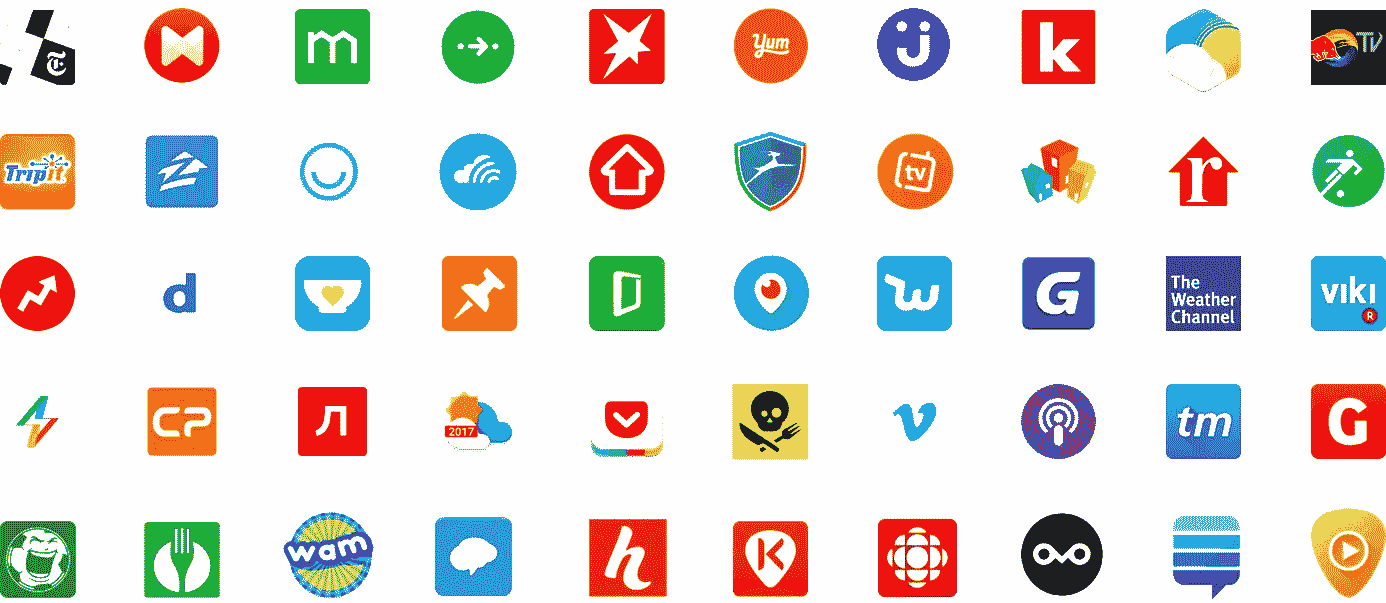 T
m
Yum
J
k
TV
TripIt
Z
tv
r
d
G
The
Weather
Channel
viki
R
CP
Л
2017
v
tm
G
wam
h
K